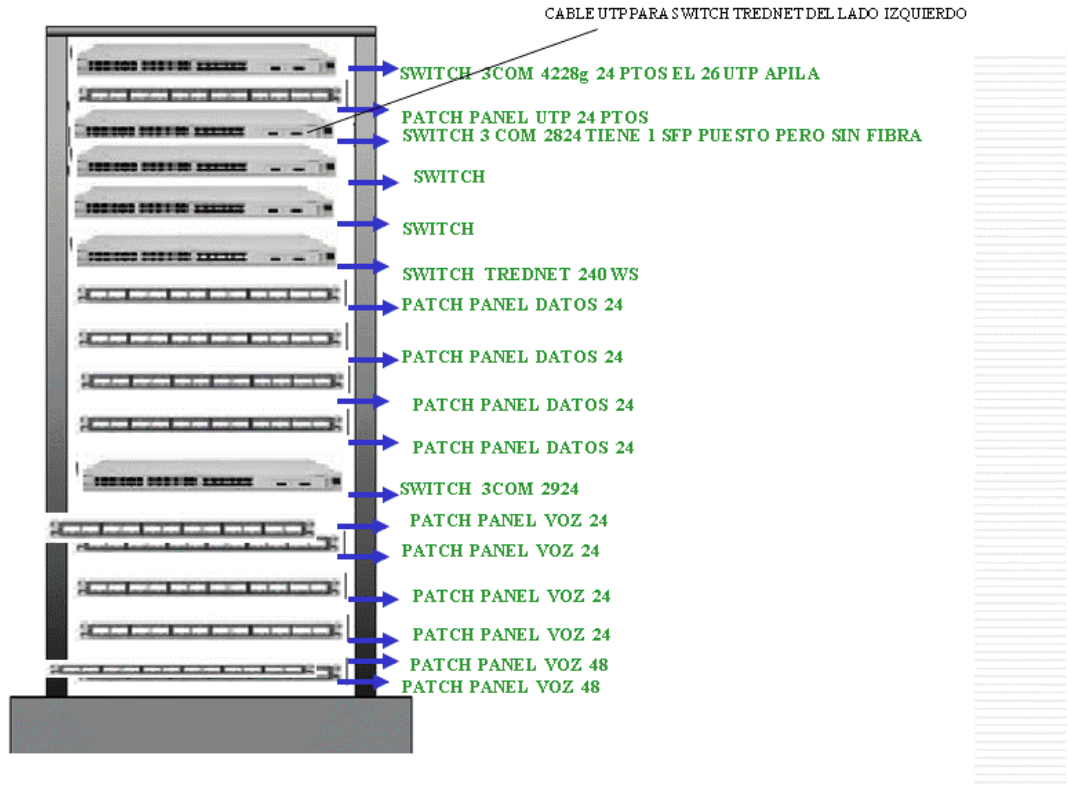 CABLE UTP PARA SWITCH TREDNET DEL LADO IZQUIERDO
SWITCH 3COM 4228g 24 PTOS EL 26 UTP APILA
PATCH PANEL UTP 24 PTOS
SWITCH 3 COM 2824 TIENE 1 SFP PUESTO PERO SIN FIBRA
SWITCH
SWITCH
SWITCH TREDNET 240 WS
PATCH PANEL DATOS 24
PATCH PANEL DATOS 24
PATCH PANEL DATOS 24
PATCH PANEL DATOS 24
SWITCH 3COM 2924
PATCH PANEL VOZ 24
PATCH PANEL VOZ 24
PATCH PANEL VOZ 24
PATCH PANEL VOZ 24
PATCH PANEL VOZ 48
PATCH PANEL VOZ 48